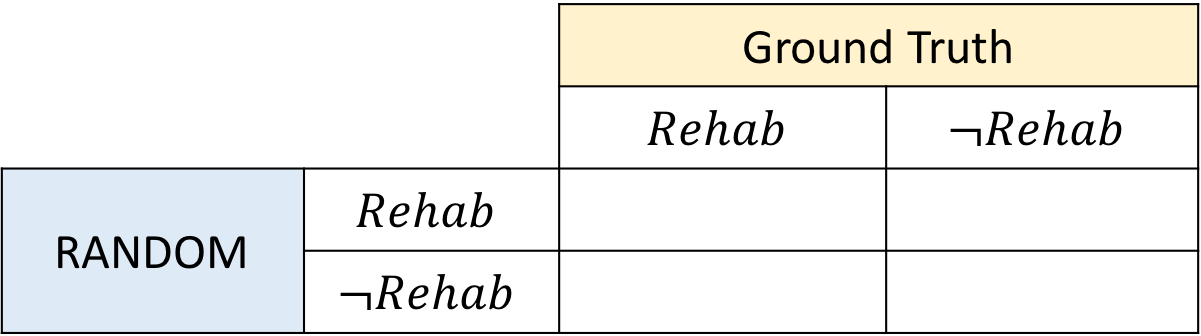 Ground Truth
Rehab ¬Rehab
Rehab
RANDOM
¬Rehab